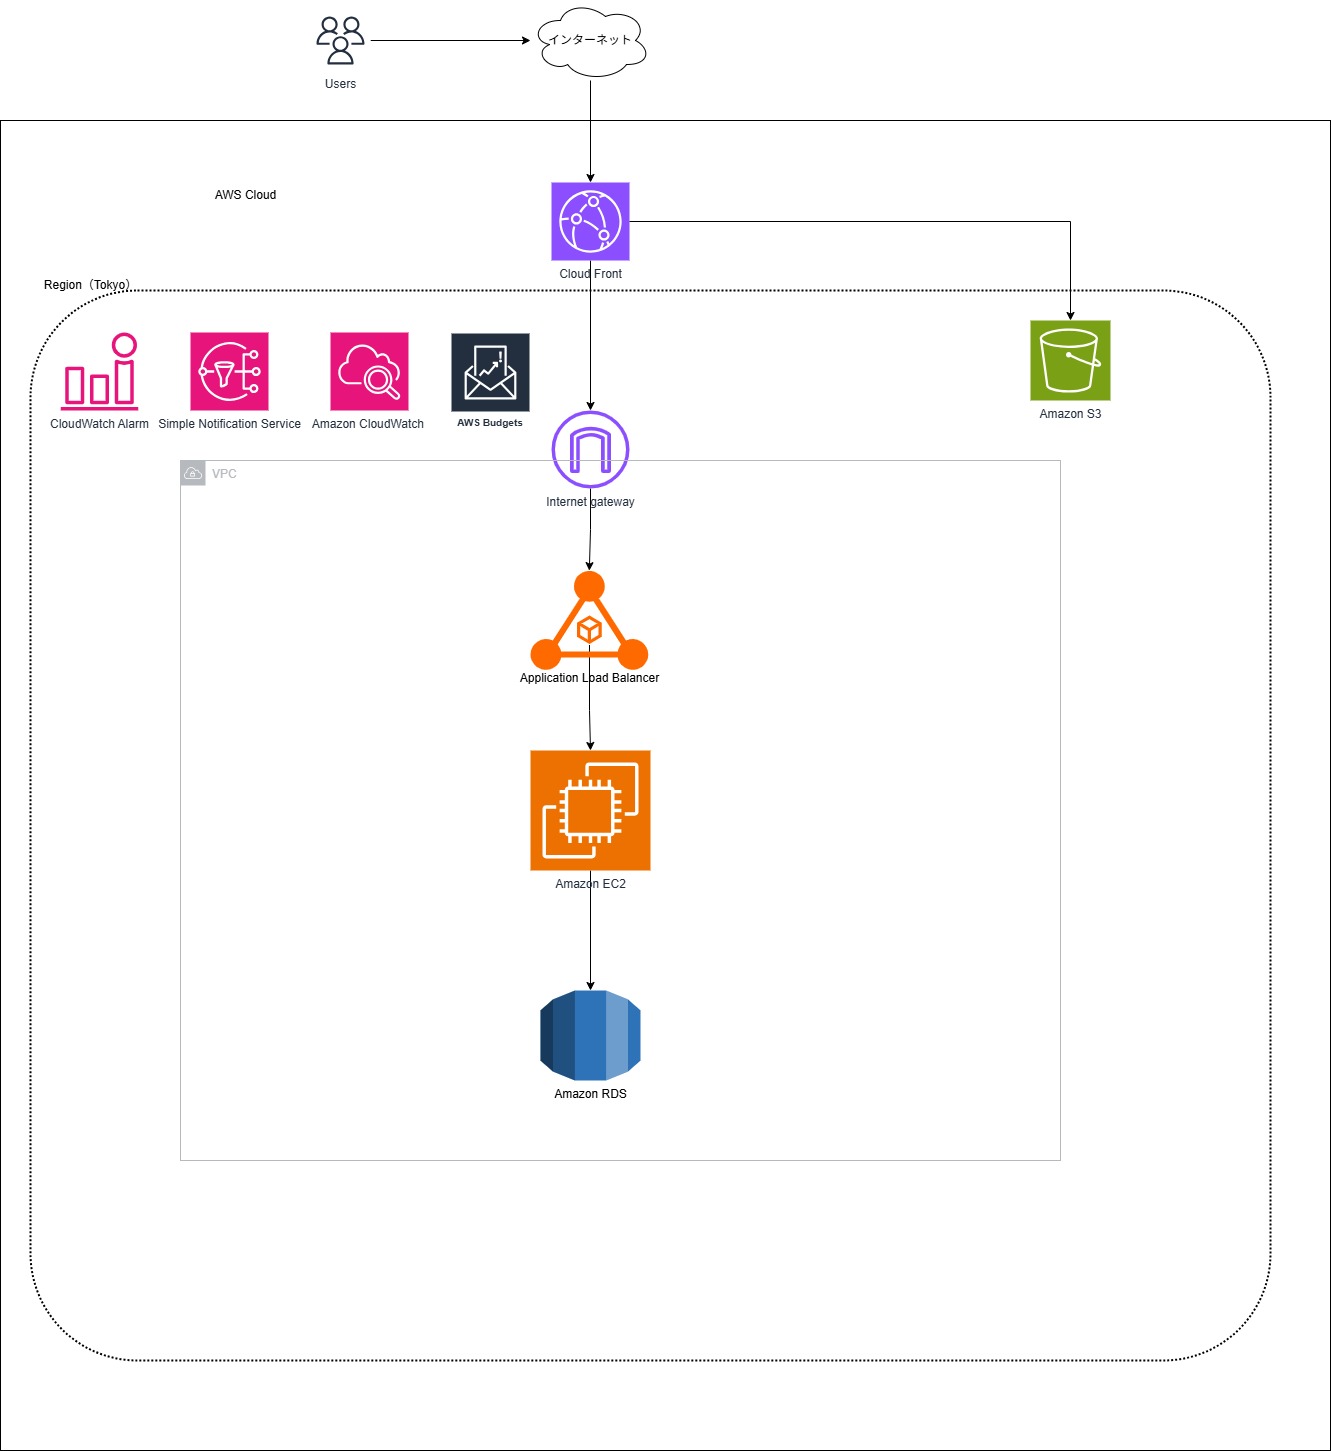 Users
インターネット
AWS Cloud
Cloud Front
Region（Tokyo）
CloudWatch Alarm
Simple Notification Service
Amazon CloudWatch
AWS Budgets
Amazon S3
VPC
Internet gateway
Application Load Balancer
Amazon EC2
Amazon RDS